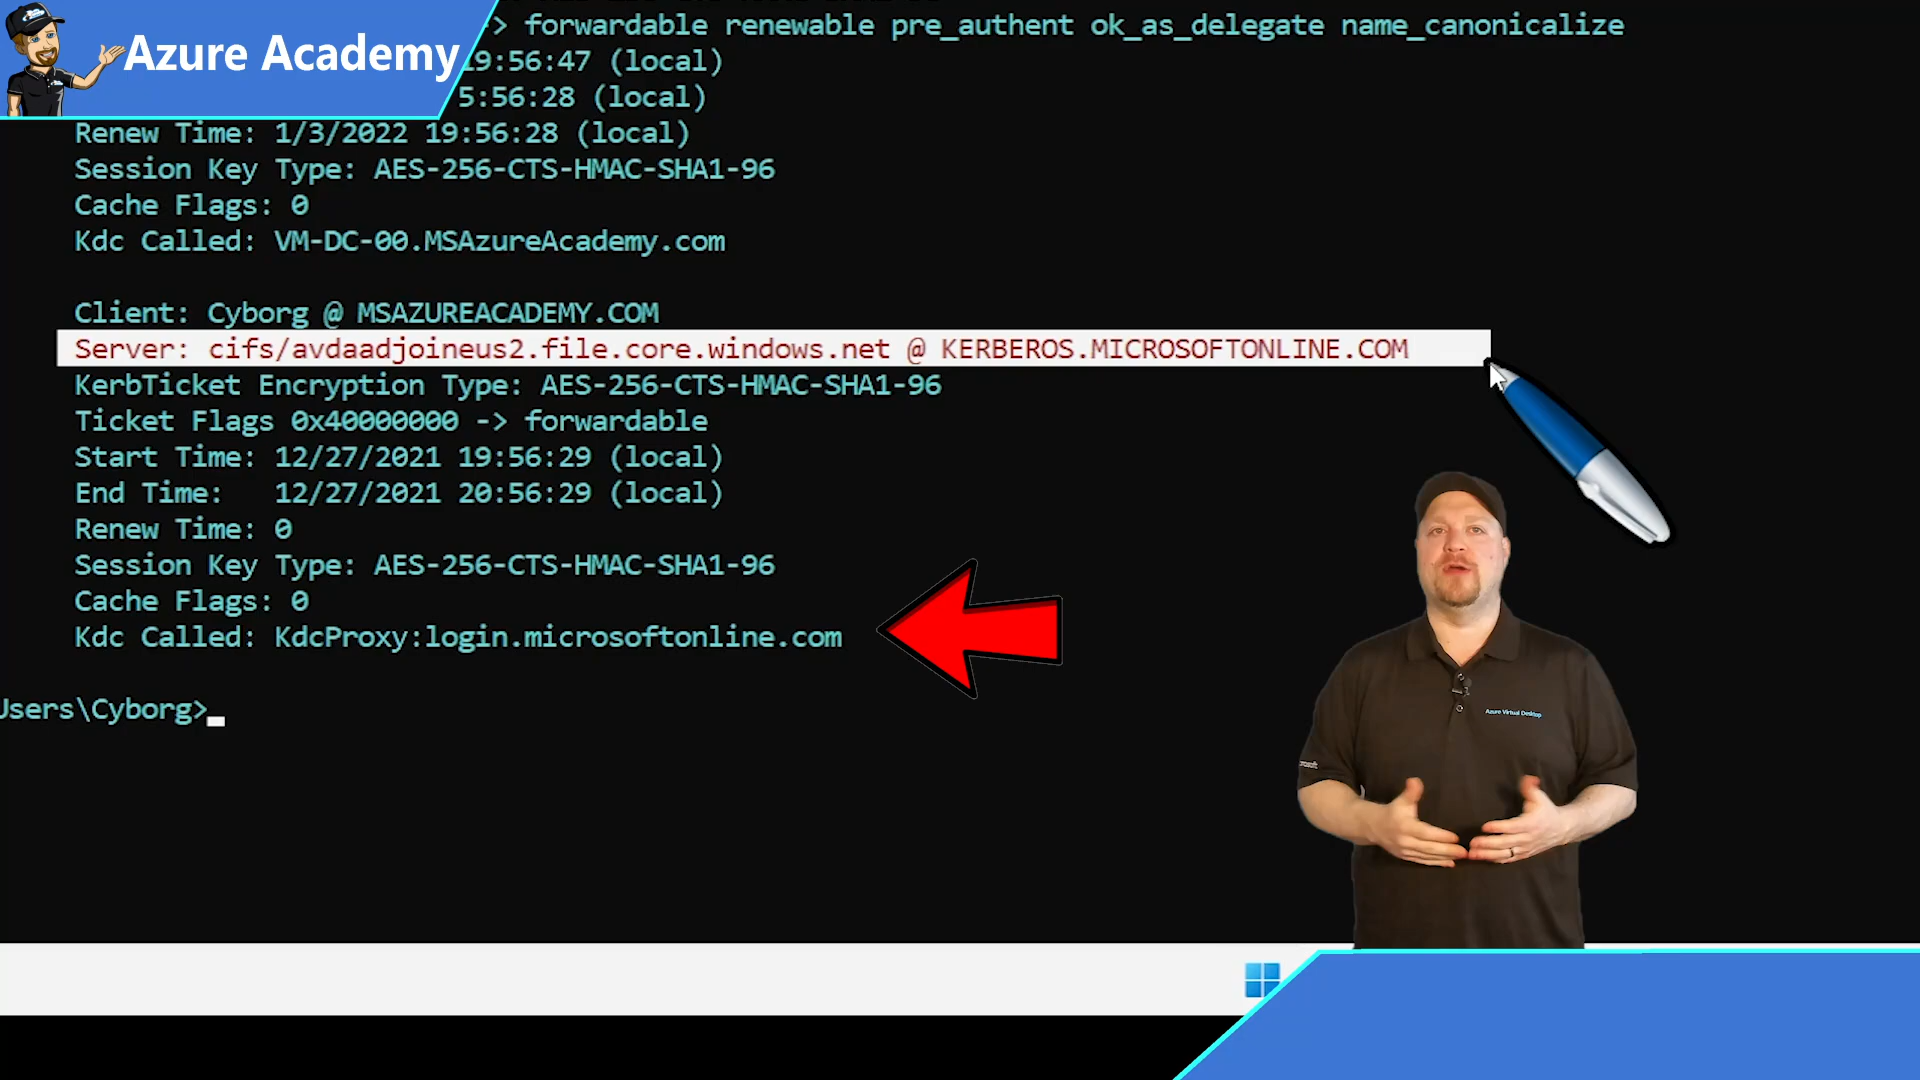 Azure Academy
> forwardable renewable pre_authent ok_as_delegate name_canonicalize
19:56:47 (local)
5:56:28 (local)
Renew Time: 1/3/2022 19:56:28 (local)
Session Key Type: AES-256-CTS-HMAC-SHA1-96
Cache Flags: 0
Kdc Called: VM-DC-00.MSAzureAcademy.com
Client: Cyborg @ MSAZUREACADEMY.COM
Server: cifs/avdaadjoineus2.file.core.windows.net @ KERBEROS.MICROSOFTONLINE.COM
KerbTicket Encryption Type: AES-256-CTS-HMAC-SHA1-96
Ticket Flags 0x40000000 -> forwardable
Start Time: 12/27/2021 19:56:29 (local)
End Time:   12/27/2021 20:56:29 (local)
Renew Time: 0
Session Key Type: AES-256-CTS-HMAC-SHA1-96
Cache Flags: 0
Kdc Called: KdcProxy:login.microsoftonline.com
Users\Cyborg>
Azure Virtual Desktop